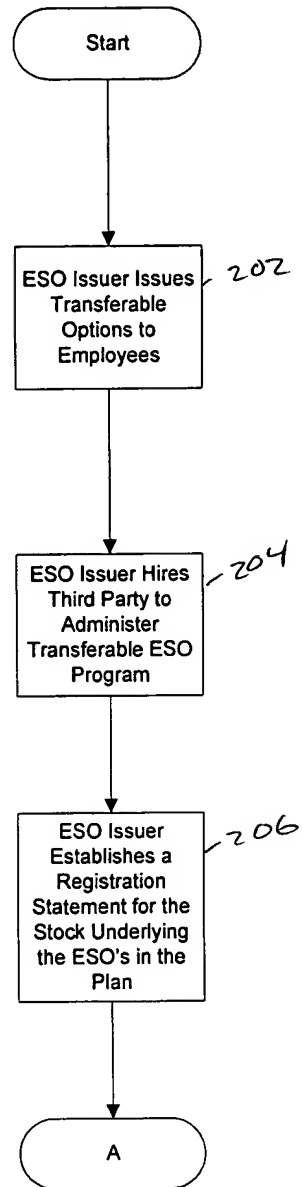 Start
ESO Issuer Issues
Transferable
Options to
Employees
202
ESO Issuer Hires
Third Party to
Administer
Transferable ESO
Program
204
ESO Issuer
Establishes a
Registration
Statement for the
Stock Underlying
the ESO's in the
Plan
206
A